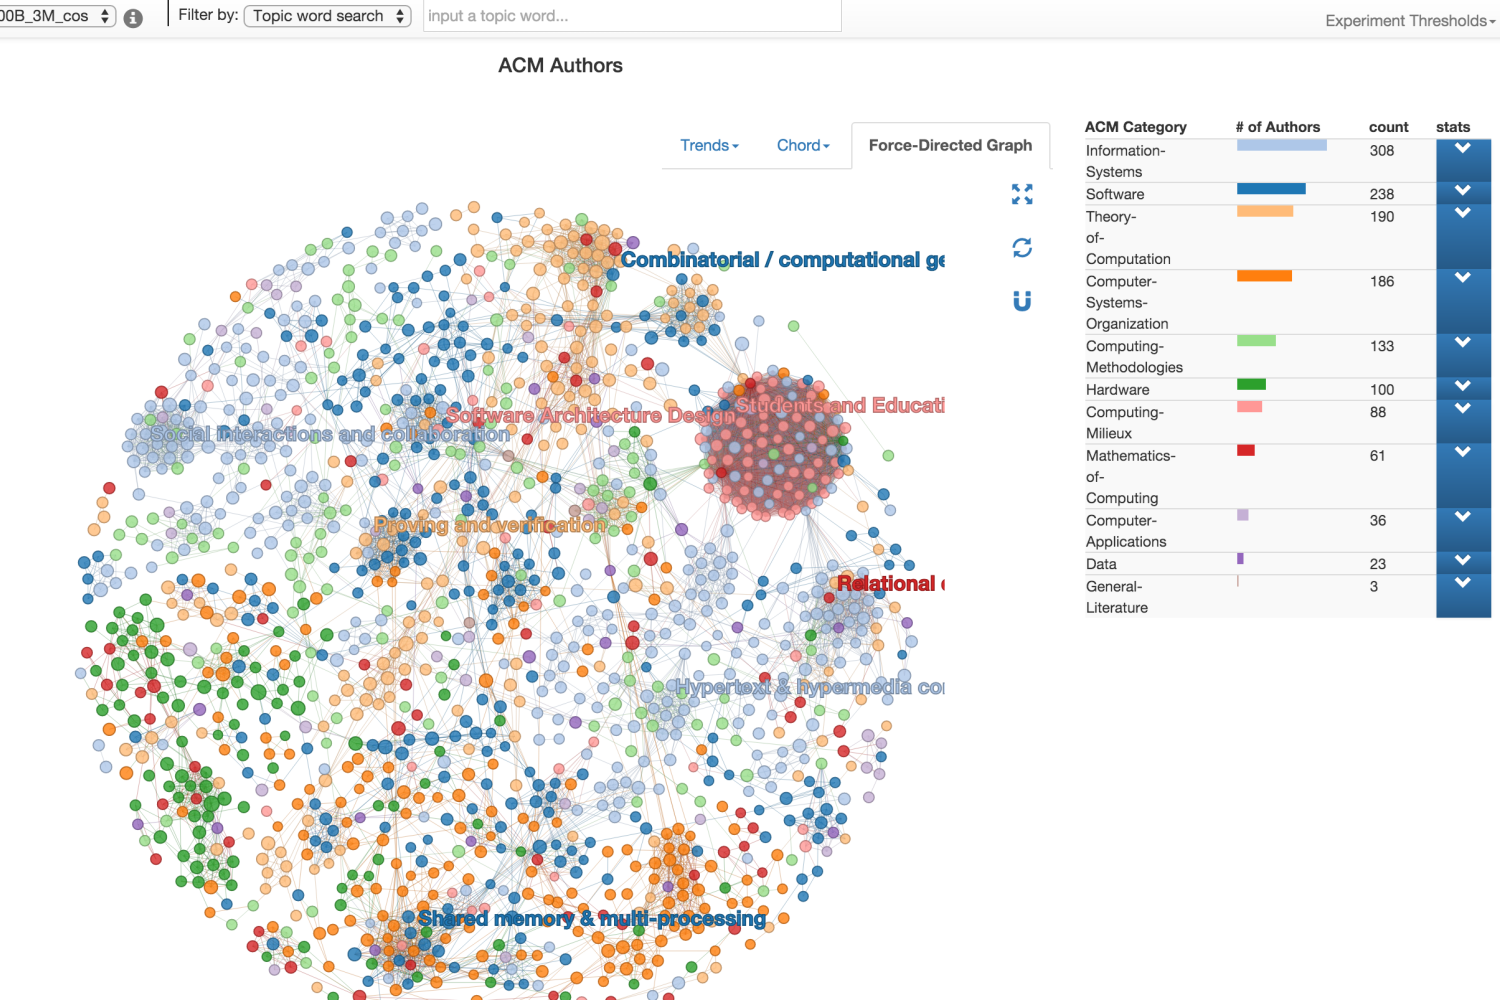 00B_3M_cos
Filter by:
Topic word search
input a topic word...
Experiment Thresholds
ACM Authors
Trends
Chord
Force-Directed Graph
Combinatorial / computational ge
Software Architecture Design
Students and Educati
Social interactions and collaboration
Proving and verification
Relational
Hypertext & hypermedia co
Shared memory & multi-processing
ACM Category # of Authors count stats
Information-
Systems
308
Software 238
Theory-
of-
Computation
190
Computer-
Systems-
Organization
186
Computing-
Methodologies
133
Hardware 100
Computing-
Milieux
88
Mathematics-
of-
Computing
61
Computer-
Applications
36
Data 23
General-
Literature
3